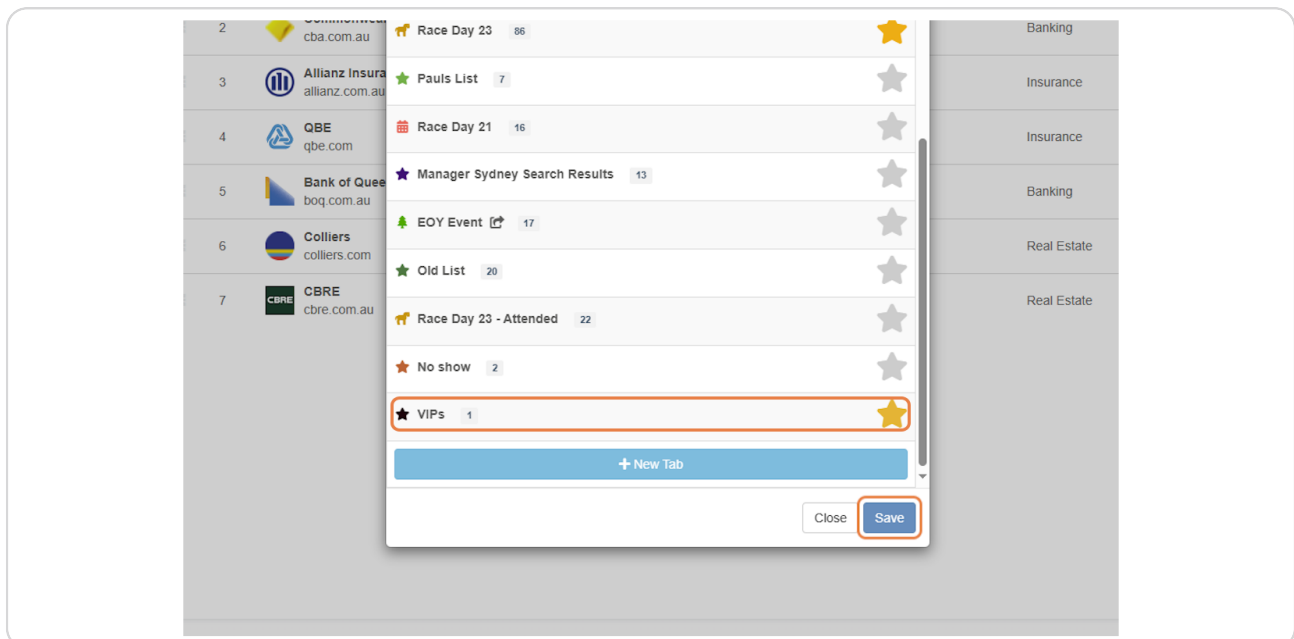 2
cba.com.au
Race Day 23 86
Banking
3
Allianz Insura
allianz.com.au
Pauls List 7
Insurance
4
QBE
qbe.com
Race Day 21 16
Insurance
Manager Sydney Search Results 13
5
Bank of Quee
boq.com.au
Banking
EOY Event 17
6
Colliers
colliers.com
Real Estate
Old List 20
7
CBRE
CBRE
cbre.com.au
Real Estate
Race Day 23 - Attended 22
No show 2
VIPs 1
+ New Tab
Close
Save